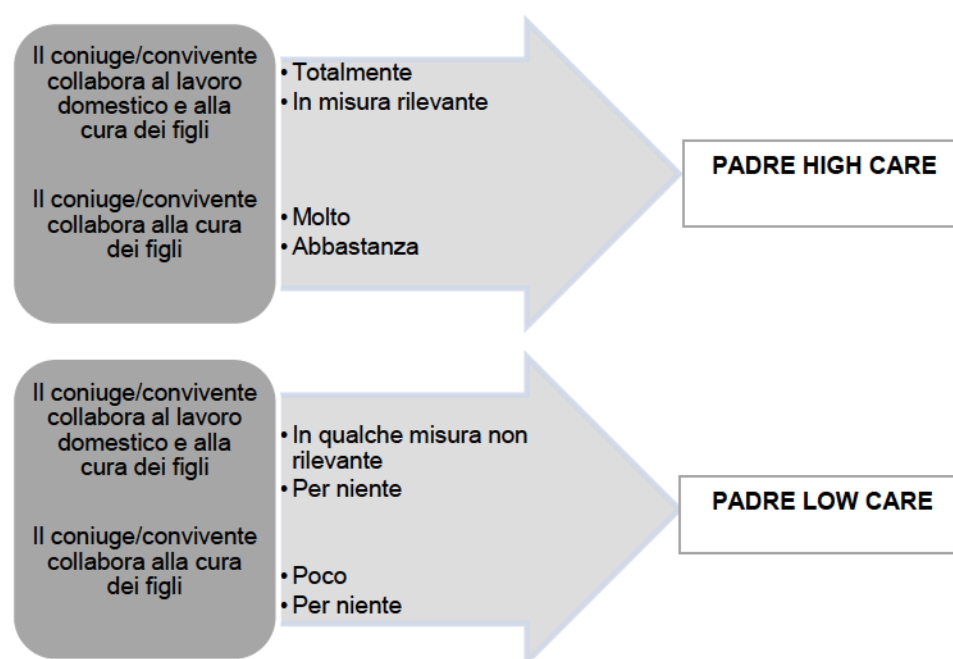 Il coniuge/convivente
collabora al lavoro
domestico e alla
cura dei figli
Il coniuge/convivente
collabora alla cura
dei figli
• Totalmente
• In misura rilevante
• Molto
• Abbastanza
PADRE HIGH CARE
Il coniuge/convivente
collabora al lavoro
domestico e alla
cura dei figli
Il coniuge/convivente
collabora alla cura
dei figli
• In qualche misura non
rilevante
• Per niente
• Poco
• Per niente
PADRE LOW CARE